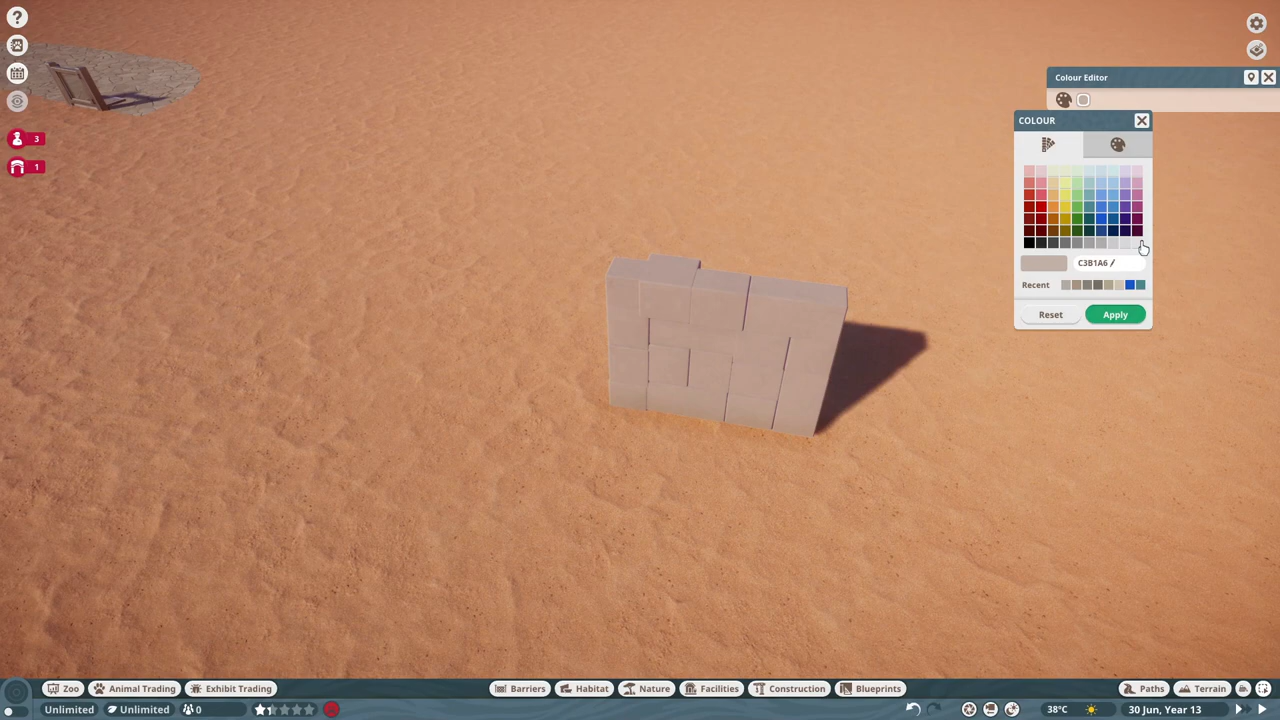 ?
3
1
Colour Editor
COLOUR
C3B1A6
Recent
Reset
Apply
Zoo
Animal Trading
Exhibit Trading
Barriers
Habitat
Nature
Facilities
Construction
Blueprints
Paths
Terrain
Unlimited
Unlimited
0
38°C
30 Jun, Year 13